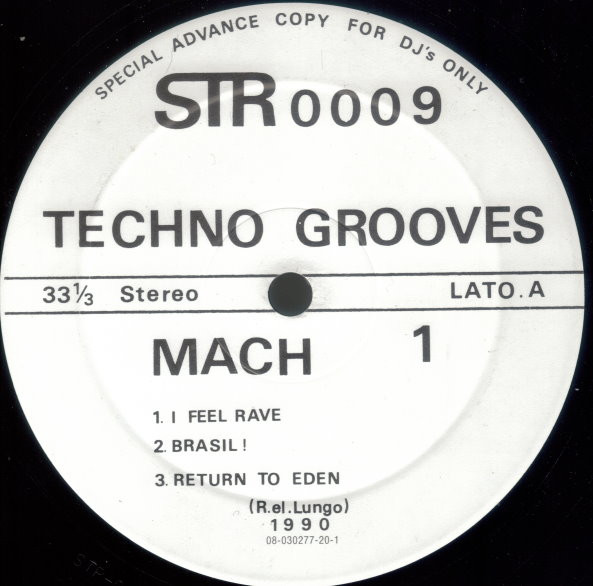 SPECIAL ADVANCE COPY FOR DJ's ONLY
STR 0009
TECHNO GROOVES
33⅓ Stereo LATO.A
MACH 1
1. I FEEL RAVE
2. BRASIL!
3. RETURN TO EDEN
(R.el.Lungo)
1990
08-030277-20-1